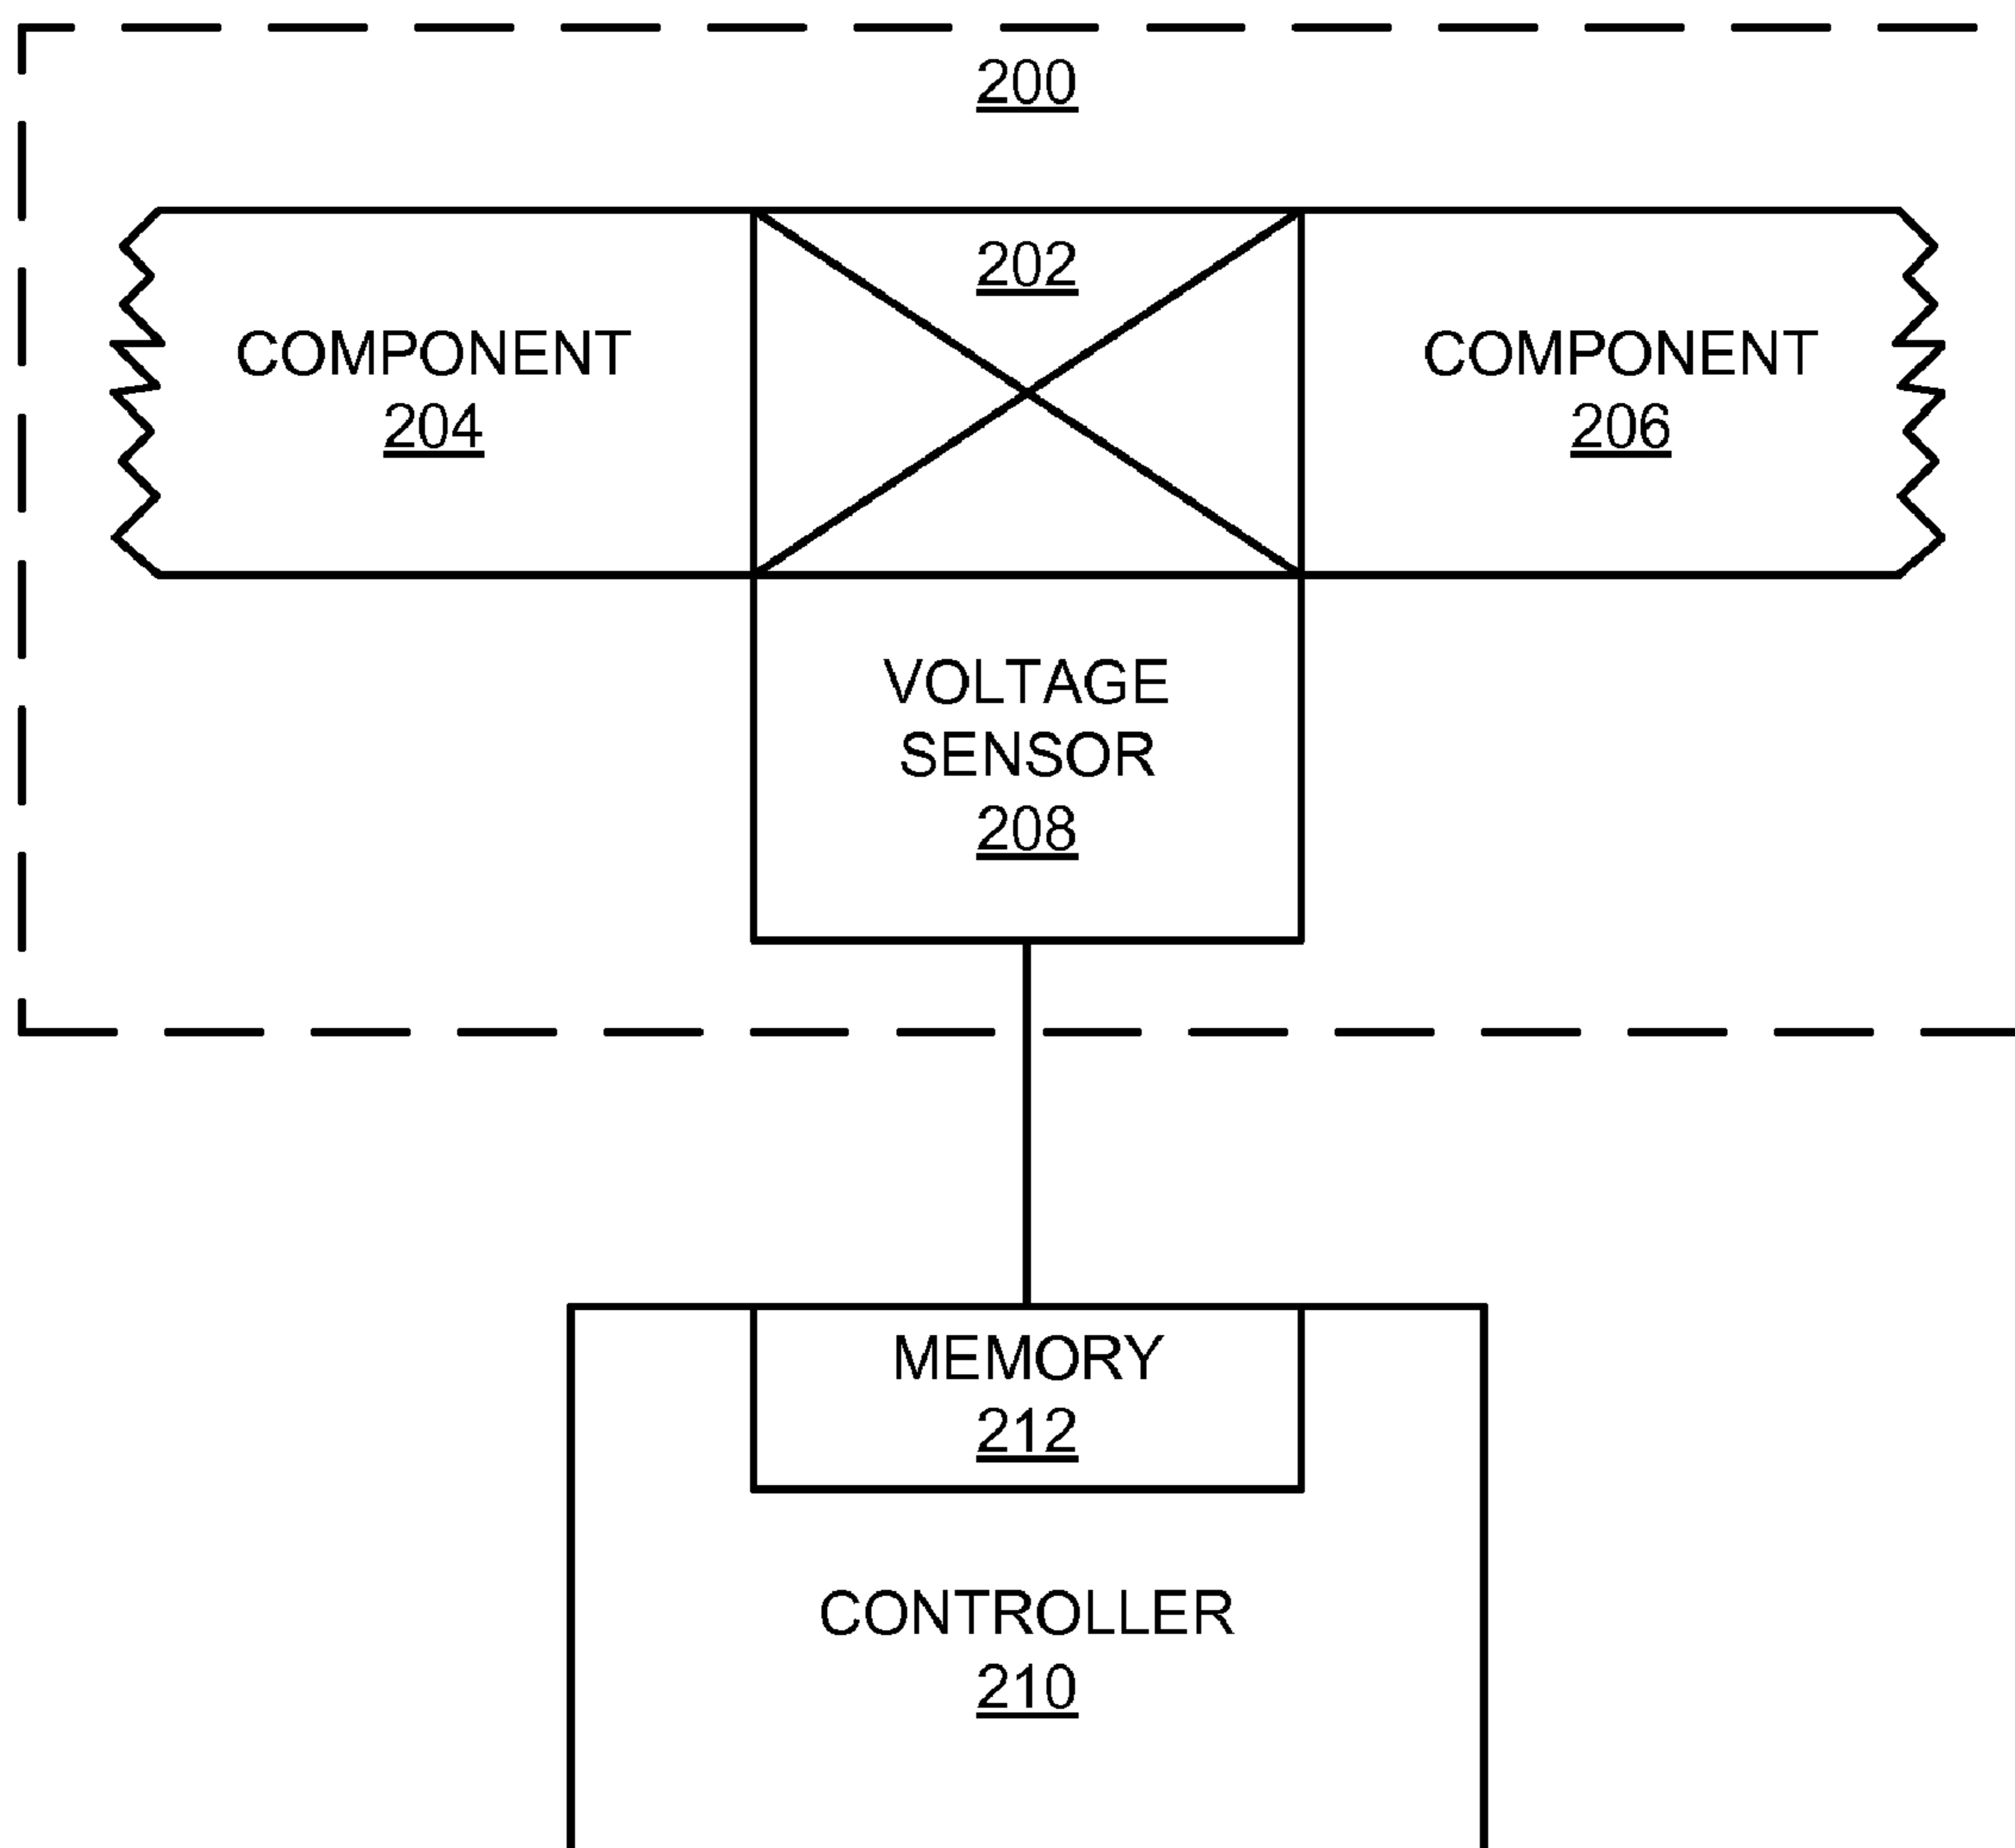 200
202
COMPONENT
204
COMPONENT
206
VOLTAGE
SENSOR
208
MEMORY
212
CONTROLLER
210